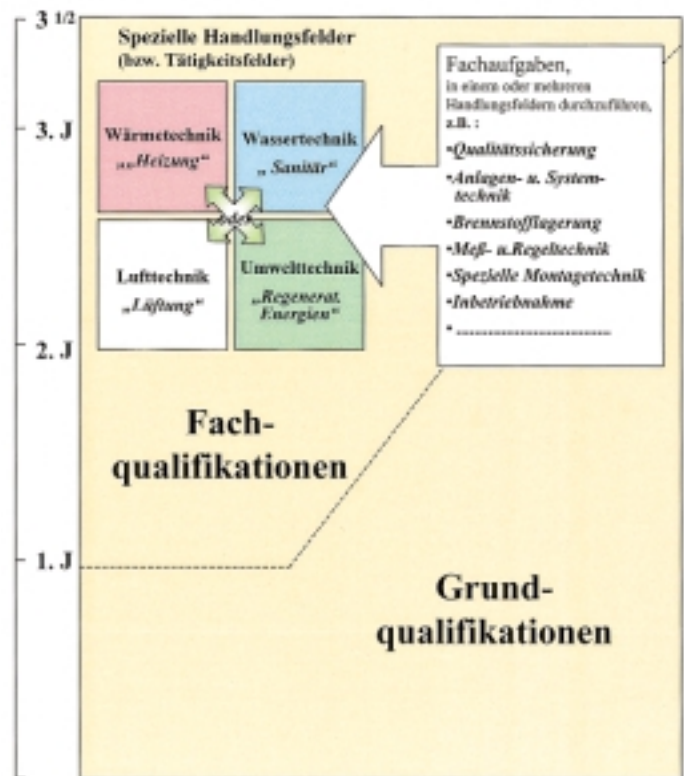 3 1/2
Spezielle Handlungsfelder
(bzw. Tätigkeitsfelder)
3. J
Wärmetechnik
„„Heizung“
Wassertechnik
„ Sanitär“
oder
Lufttechnik
„Lüftung“
Umwelttechnik
„Regenerat.
Energien“
2. J
Fachaufgaben,
in einem oder mehreren
Handlungsfeldern durchzuführen,
z.B. :
•Qualitätssicherung
•Anlagen- u. System-
technik
•Brennstofflagerung
•Meß- u.Regeltechnik
•Spezielle Montagetechnik
•Inbetriebnahme
• ............................
Fach-
qualifikationen
1. J
Grund-
qualifikationen